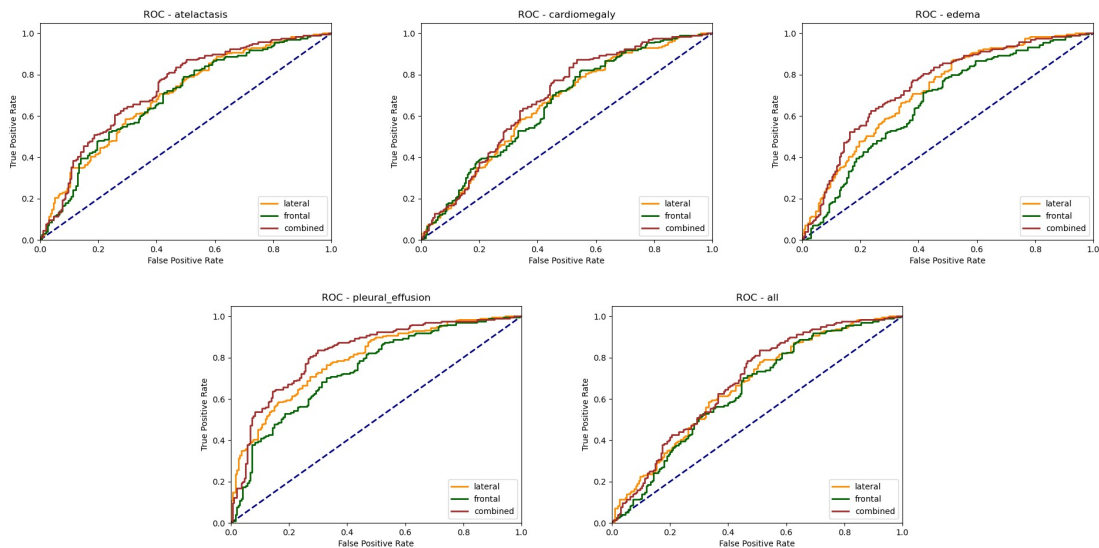 ROC - atelactasis
True Positive Rate
1.0
0.8
0.6
0.4
0.2
0.0
lateral
frontal
combined
0.0 0.2 0.4 0.6 0.8 1.0
False Positive Rate
ROC - cardiomegaly
True Positive Rate
1.0
0.8
0.6
0.4
0.2
0.0
lateral
frontal
combined
0.0 0.2 0.4 0.6 0.8 1.0
False Positive Rate
ROC - edema
True Positive Rate
1.0
0.8
0.6
0.4
0.2
0.0
lateral
frontal
combined
0.0 0.2 0.4 0.6 0.8 1.0
False Positive Rate
ROC - pleural_effusion
True Positive Rate
1.0
0.8
0.6
0.4
0.2
0.0
lateral
frontal
combined
0.0 0.2 0.4 0.6 0.8 1.0
False Positive Rate
ROC - all
True Positive Rate
1.0
0.8
0.6
0.4
0.2
0.0
lateral
frontal
combined
0.0 0.2 0.4 0.6 0.8 1.0
False Positive Rate